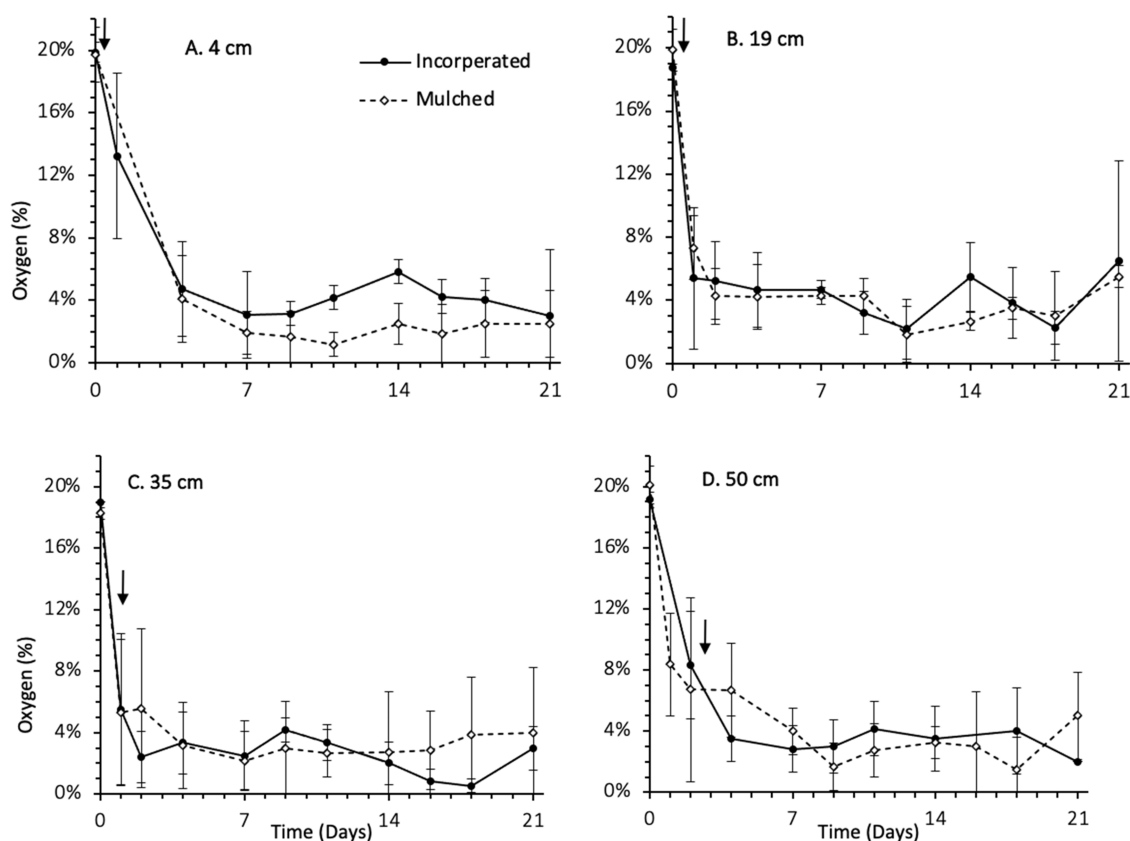 A. 4 cm
Incorperated
Mulched
Oxygen (%)
20%
16%
12%
8%
4%
0%
0 7 14 21
B. 19 cm
20%
16%
12%
8%
4%
0%
0 7 14 21
C. 35 cm
Oxygen (%)
20%
16%
12%
8%
4%
0%
0 7 14 21
Time (Days)
D. 50 cm
20%
16%
12%
8%
4%
0%
0 7 14 21
Time (Days)